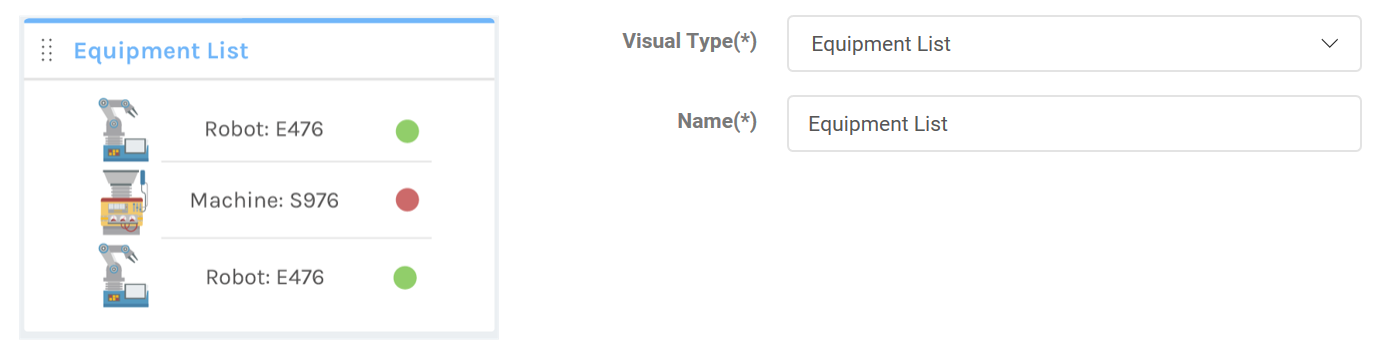 Equipment List
Robot: E476
Machine: S976
Robot: E476
Visual Type(*)
Equipment List
Name(*)
Equipment List